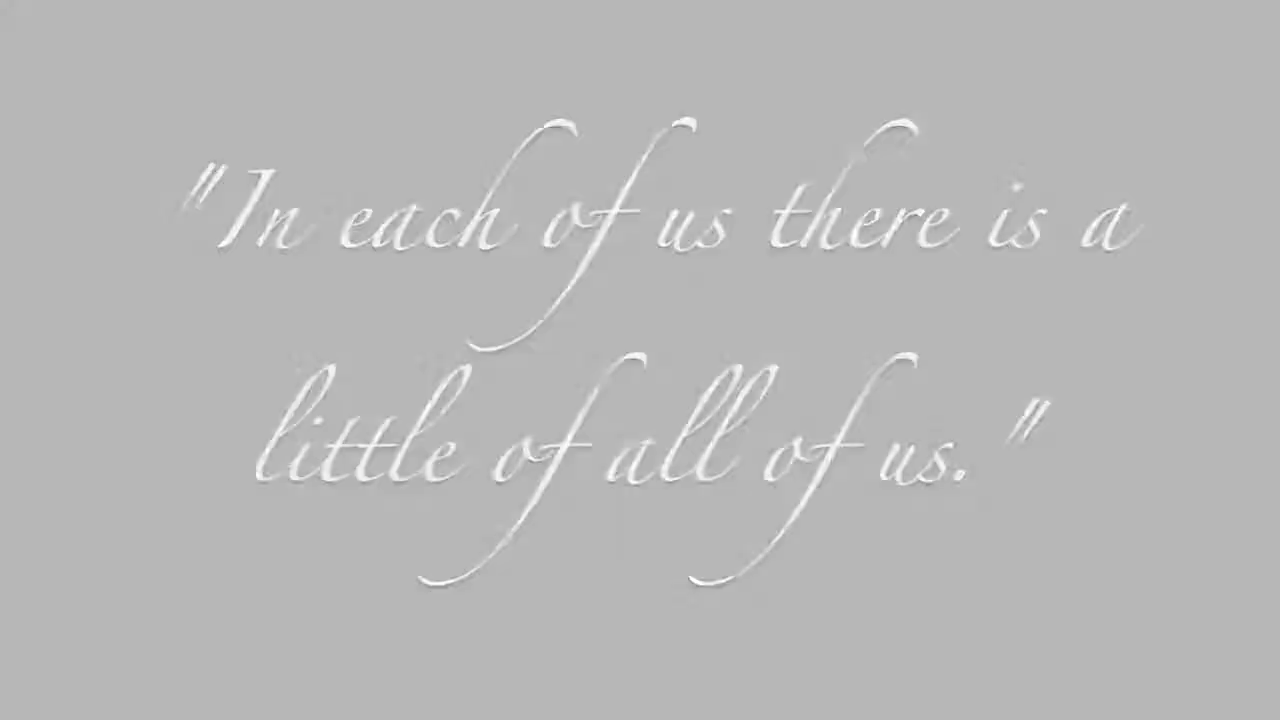 "In each of us there is a
little of all of us."